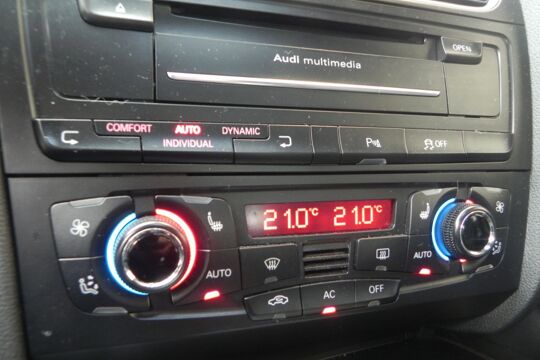 OPEN
Audi multimedia
COMFORT AUTO DYNAMIC
INDIVIDUAL
P OFF
21.0°C 21.0°C
AUTO AUTO
AC OFF